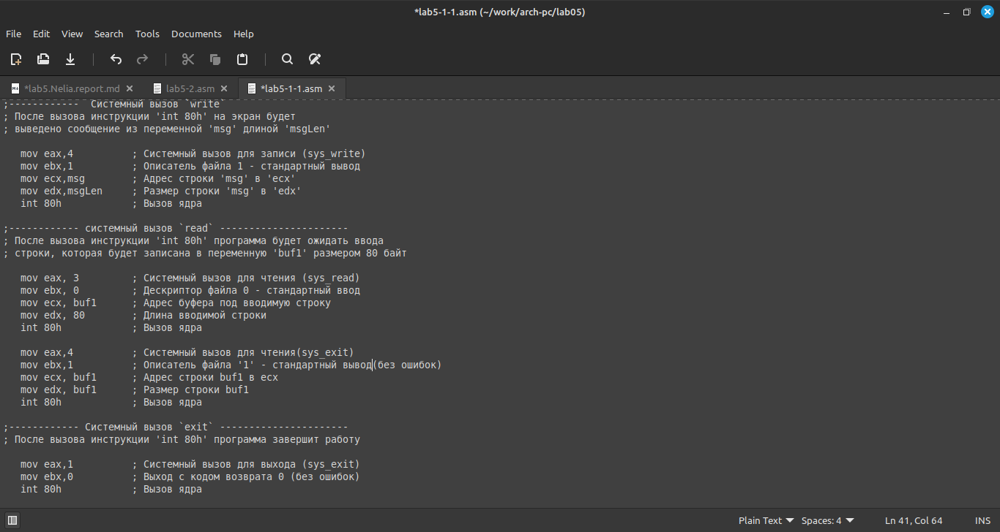 *lab5-1-1.asm (~/work/arch-pc/lab05)
File Edit View Search Tools Documents Help
*lab5.Nelia.report.md lab5-2.asm *lab5-1-1.asm
;------------  Системный вызов `write`
; После вызова инструкции 'int 80h' на экран будет
; выведено сообщение из переменной 'msg' длиной 'msgLen'
mov eax,4 ; Системный вызов для записи (sys_write)
mov ebx,1 ; Описатель файла 1 - стандартный вывод
mov ecx,msg ; Адрес строки 'msg' в 'ecx'
mov edx,msgLen ; Размер строки 'msg' в 'edx'
int 80h ; Вызов ядра
;------------ системный вызов `read` ----------------------
; После вызова инструкции 'int 80h' программа будет ожидать ввода
; строки, которая будет записана в переменную 'buf1' размером 80 байт
mov eax, 3 ; Системный вызов для чтения (sys_read)
mov ebx, 0 ; Дескриптор файла 0 - стандартный ввод
mov ecx, buf1 ; Адрес буфера под вводимую строку
mov edx, 80 ; Длина вводимой строки
int 80h ; Вызов ядра
mov eax,4 ; Системный вызов для чтения(sys_exit)
mov ebx,1 ; Описатель файла '1' - стандартный вывод(без ошибок)
mov ecx, buf1 ; Адрес строки buf1 в ecx
mov edx, buf1 ; Размер строки buf1
int 80h ; Вызов ядра
;------------ Системный вызов `exit` ----------------------
; После вызова инструкции 'int 80h' программа завершит работу
mov eax,1 ; Системный вызов для выхода (sys_exit)
mov ebx,0 ; Выход с кодом возврата 0 (без ошибок)
int 80h ; Вызов ядра
Plain Text Spaces: 4 Ln 41, Col 64 INS